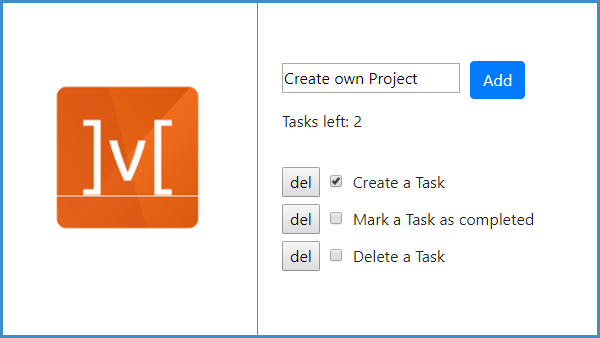 ]v[
Create own Project Add
Tasks left: 2
del Create a Task
del Mark a Task as completed
del Delete a Task